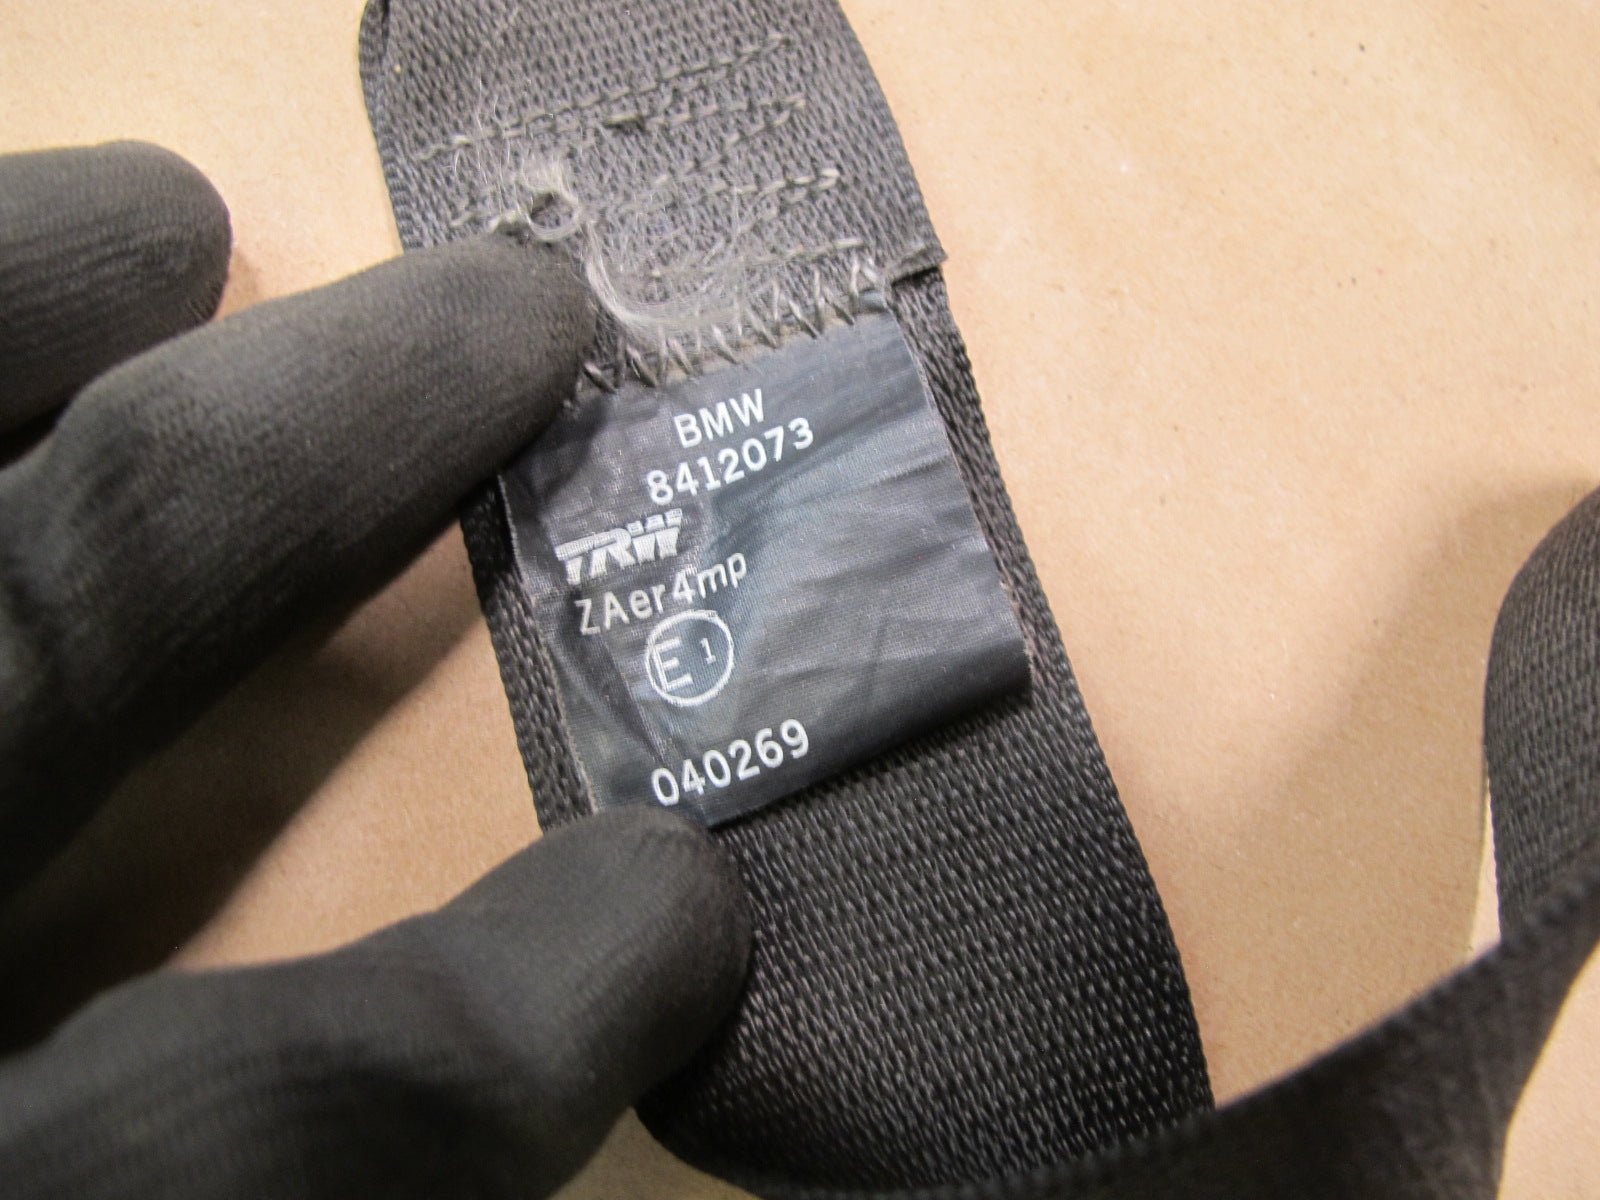 BMW
8412073
TRW
ZAer4mp
E 1
040269